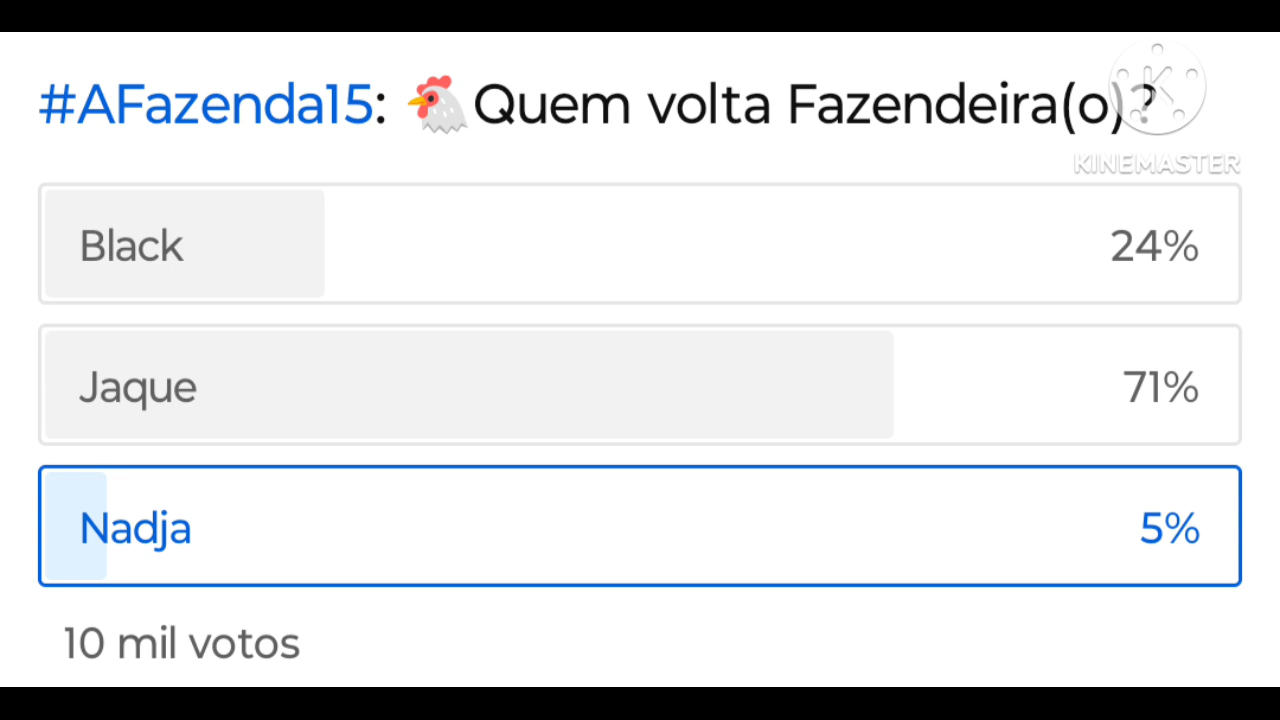 #AFazenda15: 🐔Quem volta Fazendeira(o)?
KINEMASTER
Black 24%
Jaque 71%
Nadja 5%
10 mil votos